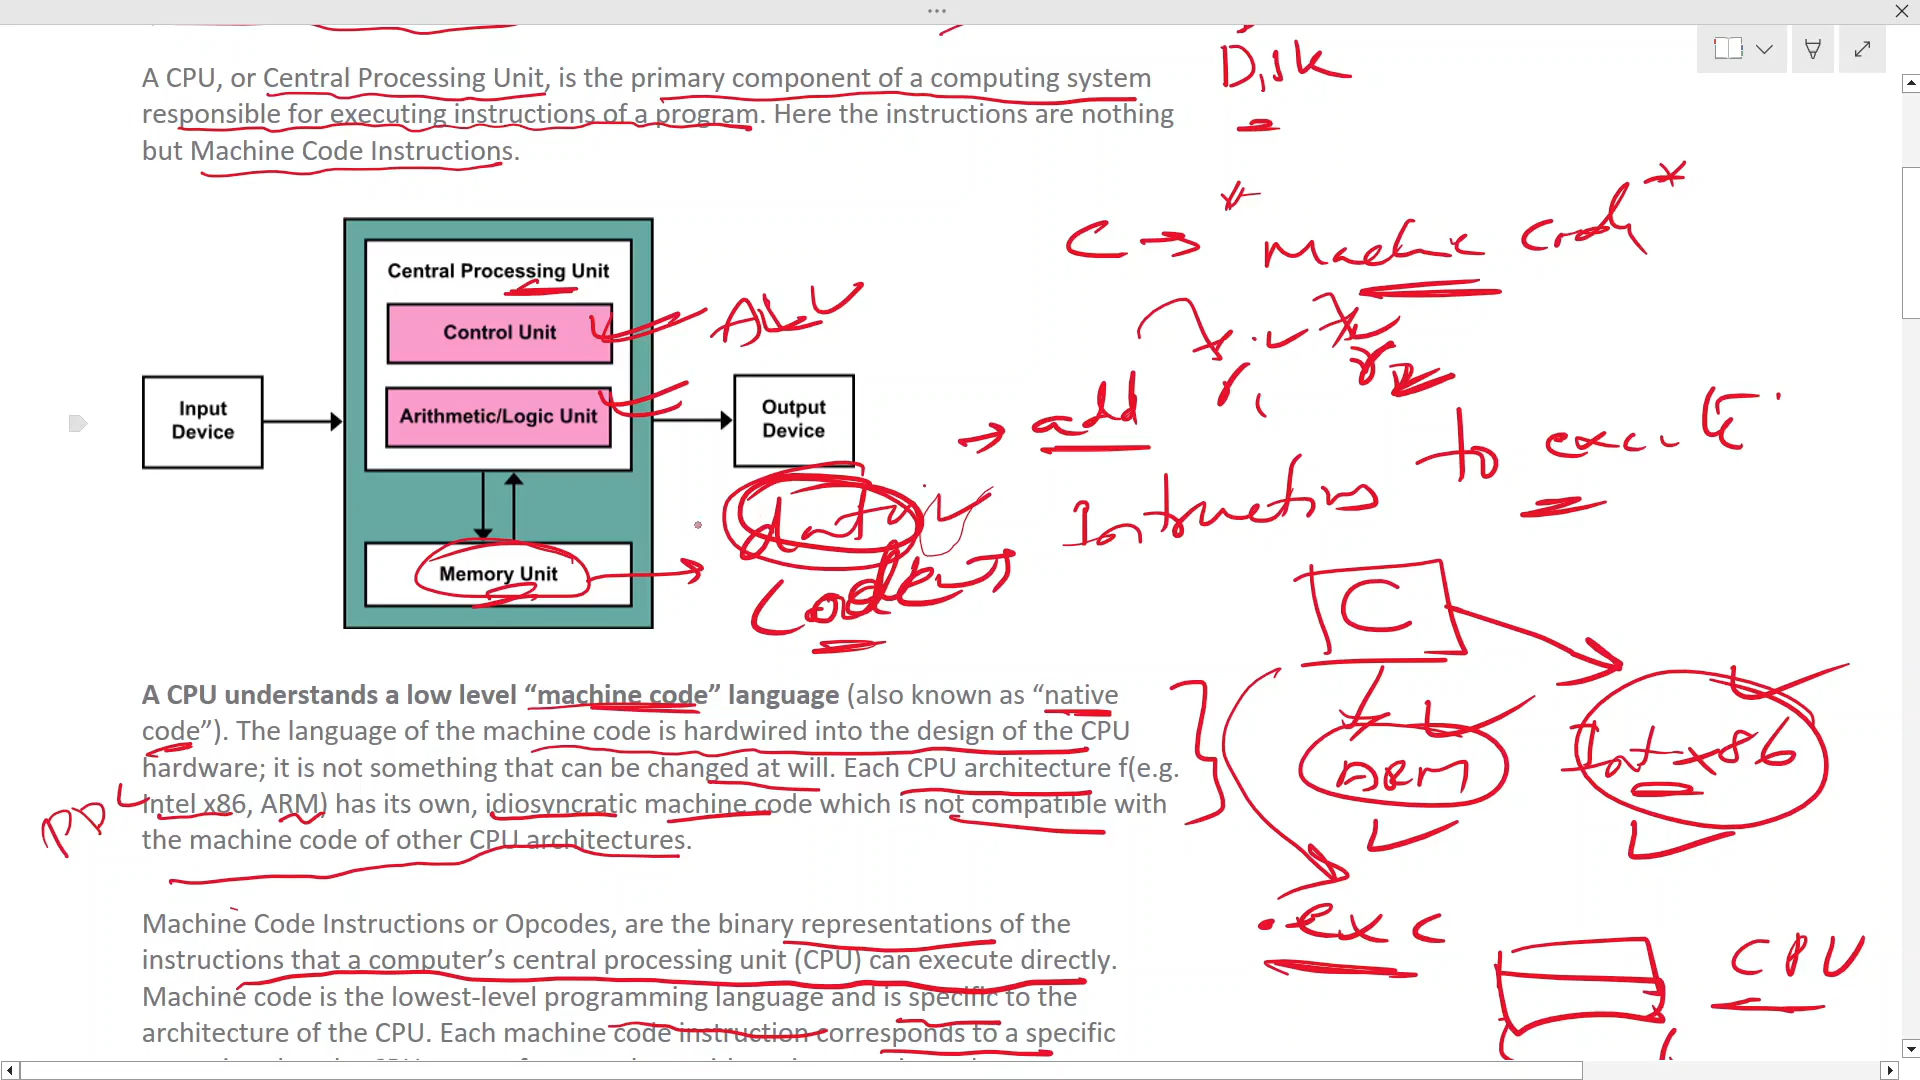 A CPU, or Central Processing Unit, is the primary component of a computing system
responsible for executing instructions of a program. Here the instructions are nothing
but Machine Code Instructions.
Disk
C → * Machine Code *
Central Processing Unit
Control Unit
ALU
Arithmetic/Logic Unit
Input
Device
Output
Device
Memory Unit
→ add r1 r2
data
Code
Intructins to excute
C
ARM
Int x86
.exe
CPU
A CPU understands a low level “machine code” language (also known as “native
code”). The language of the machine code is hardwired into the design of the CPU
hardware; it is not something that can be changed at will. Each CPU architecture f(e.g.
Intel x86, ARM) has its own, idiosyncratic machine code which is not compatible with
the machine code of other CPU architectures.
Machine Code Instructions or Opcodes, are the binary representations of the
instructions that a computer’s central processing unit (CPU) can execute directly.
Machine code is the lowest-level programming language and is specific to the
architecture of the CPU. Each machine code instruction corresponds to a specific